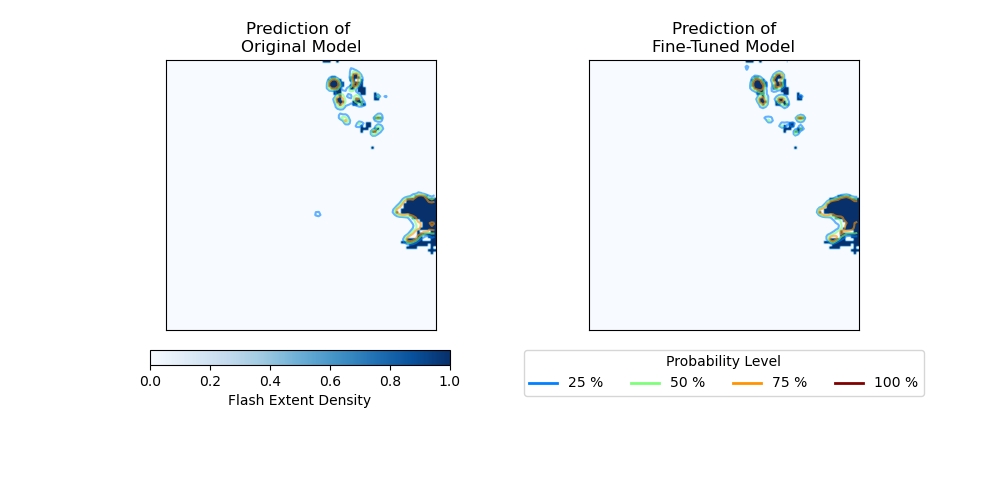 Prediction of
Original Model
Prediction of
Fine-Tuned Model
0.0 0.2 0.4 0.6 0.8 1.0
Flash Extent Density
Probability Level
25 % 50 % 75 % 100 %